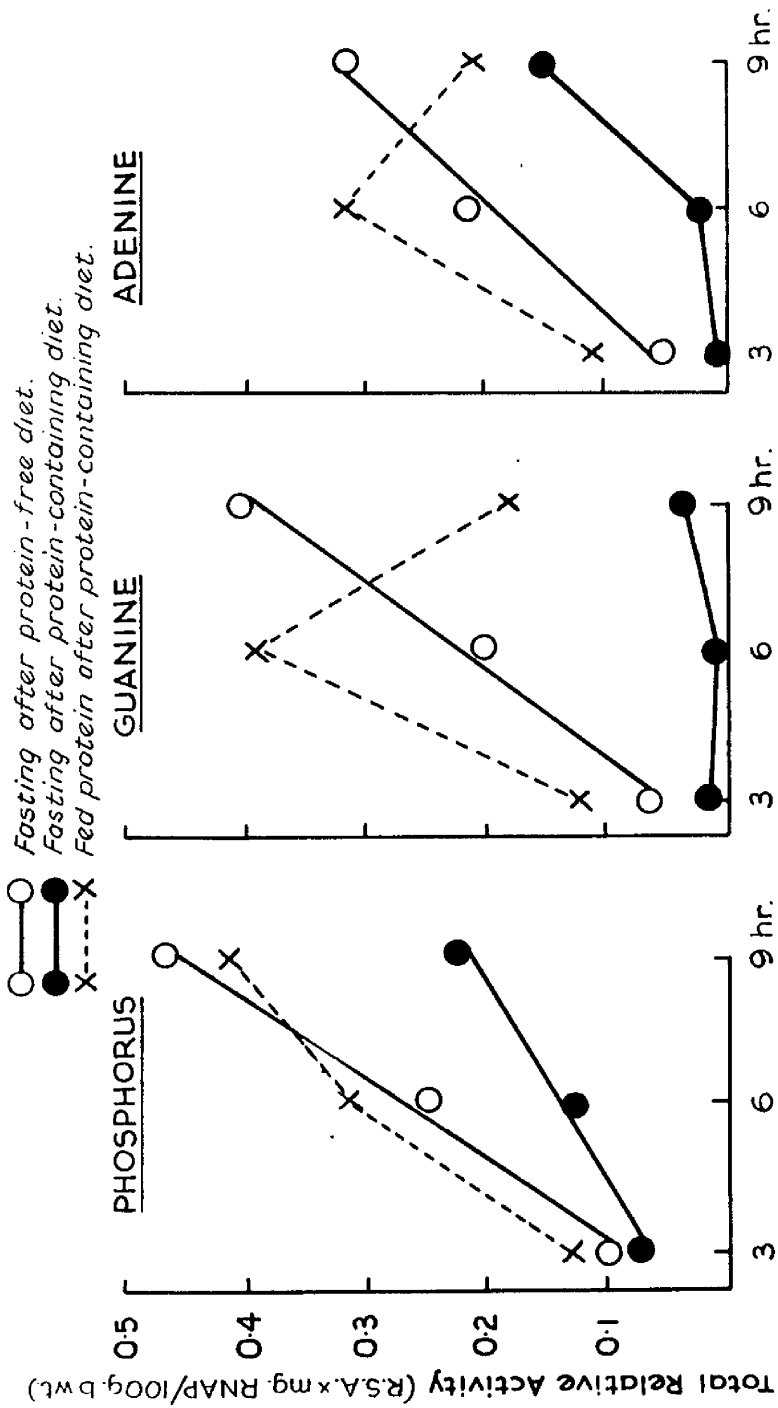 Fasting after protein-free diet.
Fasting after protein-containing diet.
Fed protein after protein-containing diet.
PHOSPHORUS
GUANINE
ADENINE
Total Relative Activity (R.S.A. × mg. RNAP/100g. b wt.)
0·5
0·4
0·3
0·2
0·1
3 6 9 hr.
3 6 9 hr.
3 6 9 hr.